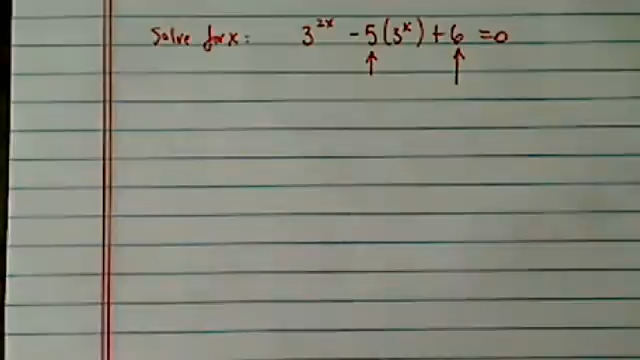 Solve for x: 3^{2x} - 5(3^x) + 6 = 0